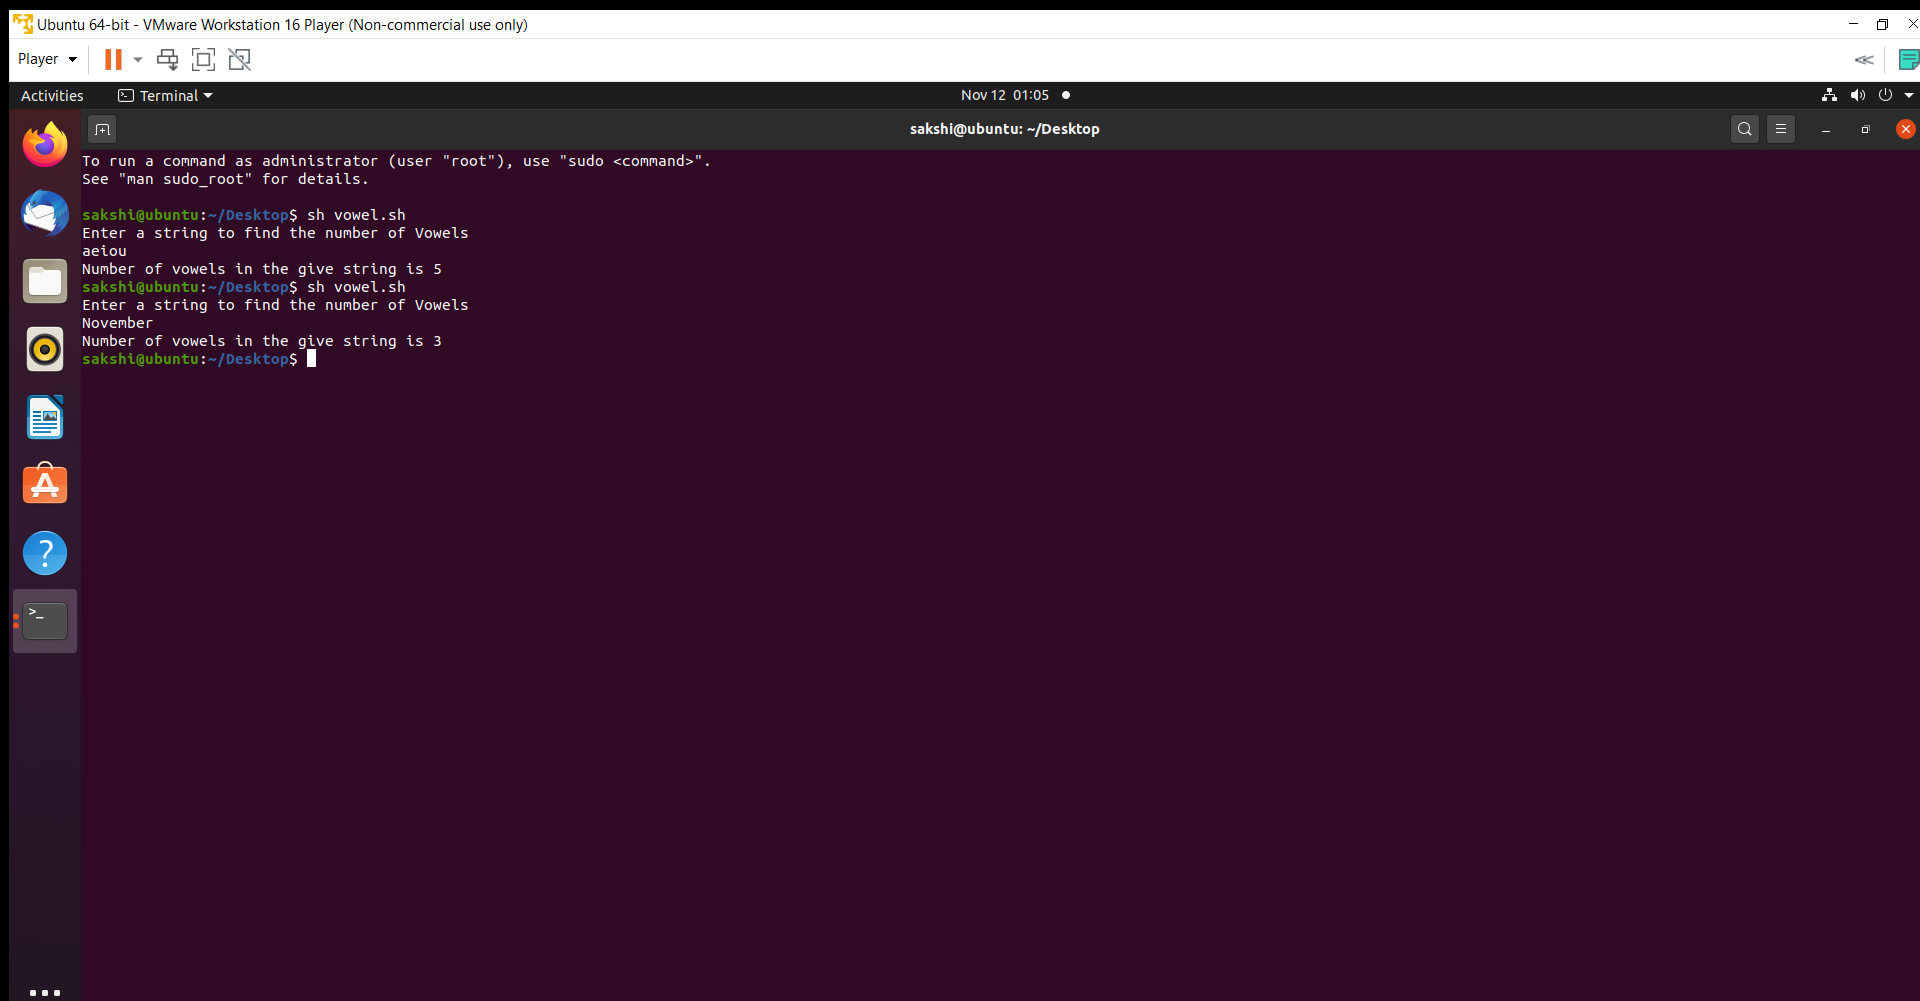 Ubuntu 64-bit - VMware Workstation 16 Player (Non-commercial use only)
Player
Activities
Terminal
Nov 12 01:05
sakshi@ubuntu: ~/Desktop
To run a command as administrator (user "root"), use "sudo <command>".
See "man sudo_root" for details.
sakshi@ubuntu:~/Desktop$ sh vowel.sh
Enter a string to find the number of Vowels
aeiou
Number of vowels in the give string is 5
sakshi@ubuntu:~/Desktop$ sh vowel.sh
Enter a string to find the number of Vowels
November
Number of vowels in the give string is 3
sakshi@ubuntu:~/Desktop$